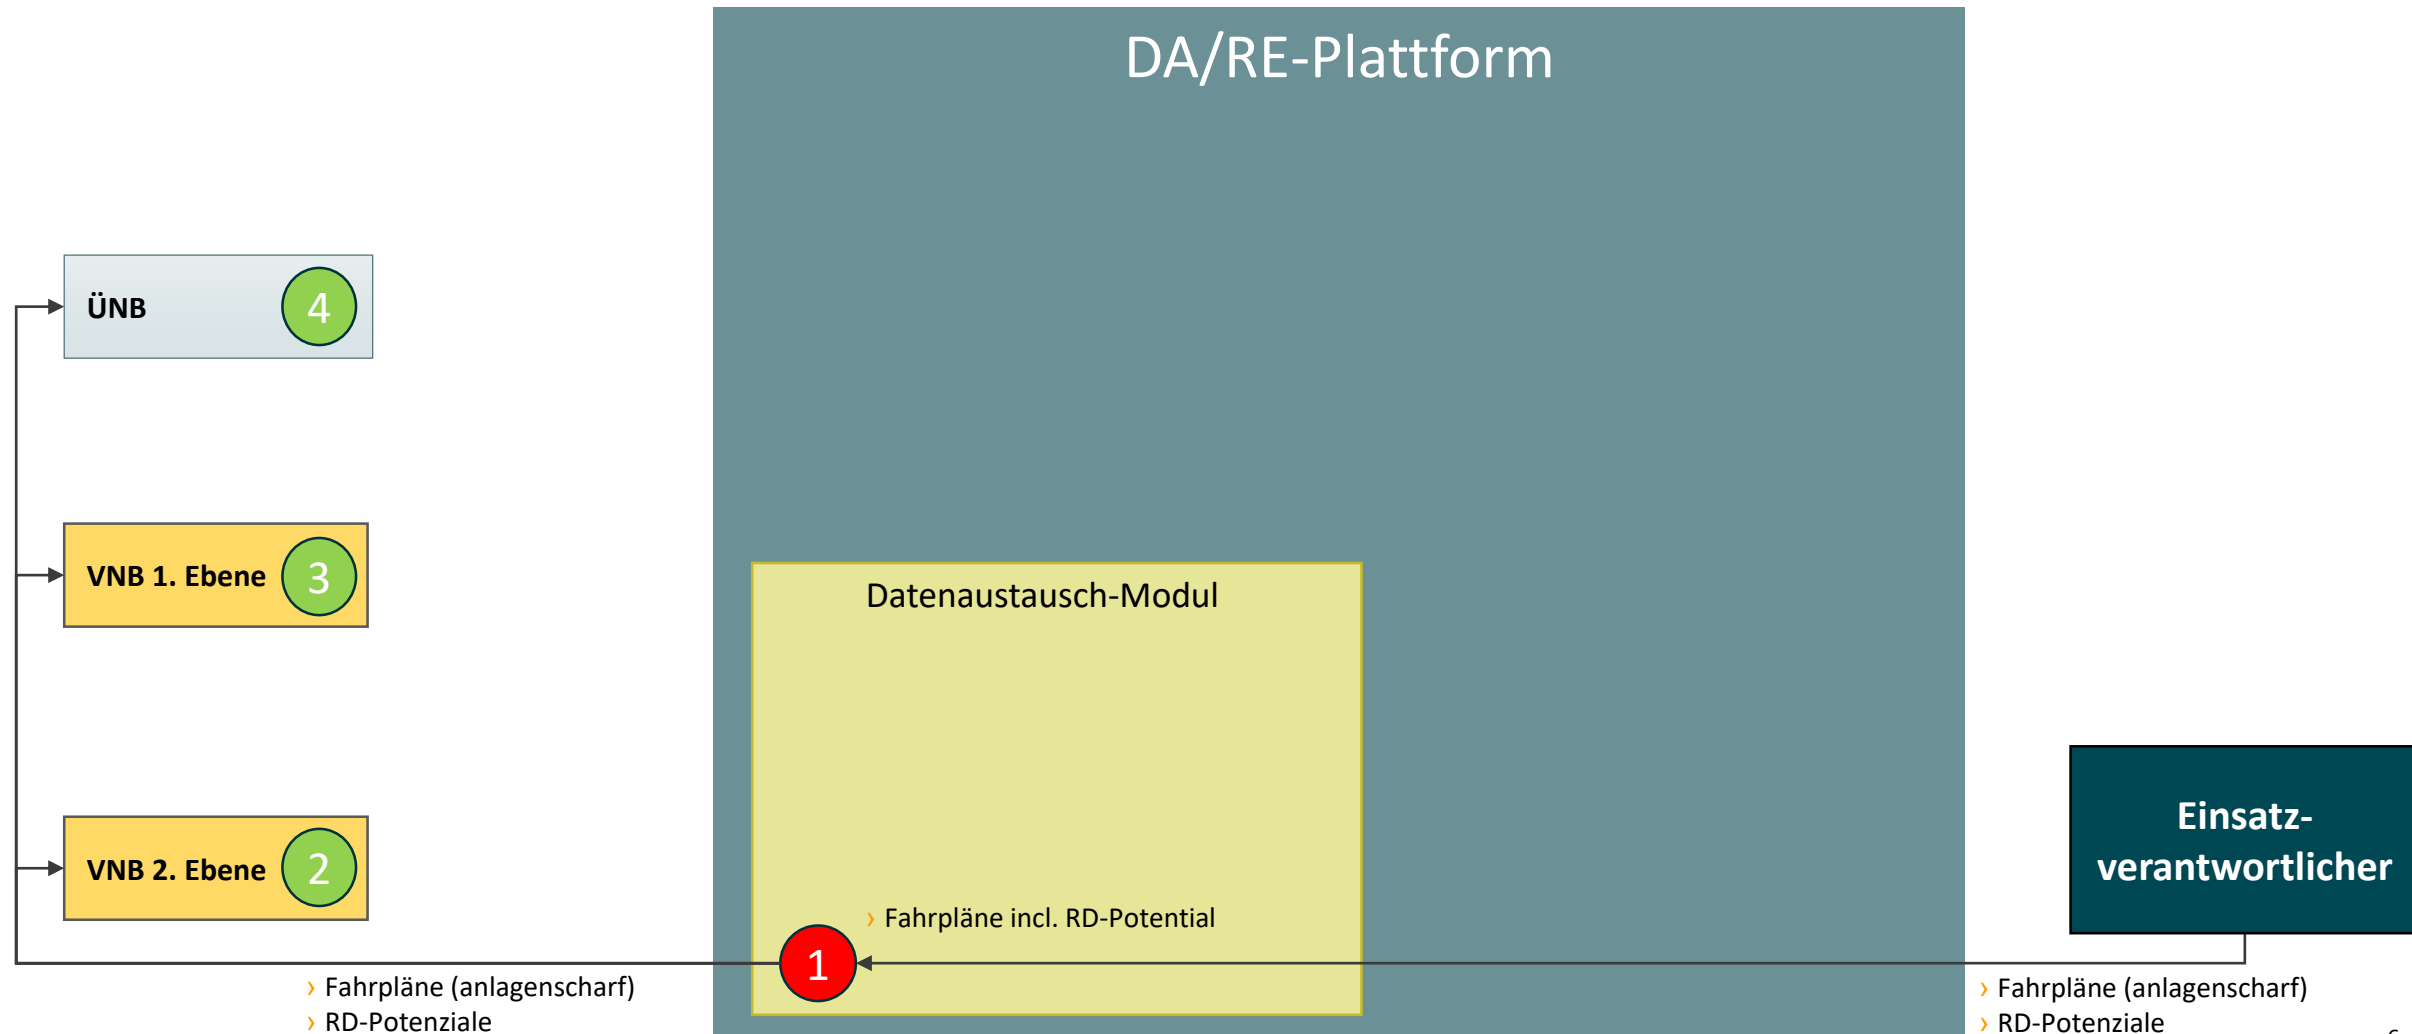 DA/RE-Plattform
ÜNB
4
VNB 1. Ebene
3
Datenaustausch-Modul
VNB 2. Ebene
2
Einsatz-
verantwortlicher
› Fahrpläne incl. RD-Potential
1
› Fahrpläne (anlagenscharf)
› RD-Potenziale
› Fahrpläne (anlagenscharf)
› RD-Potenziale